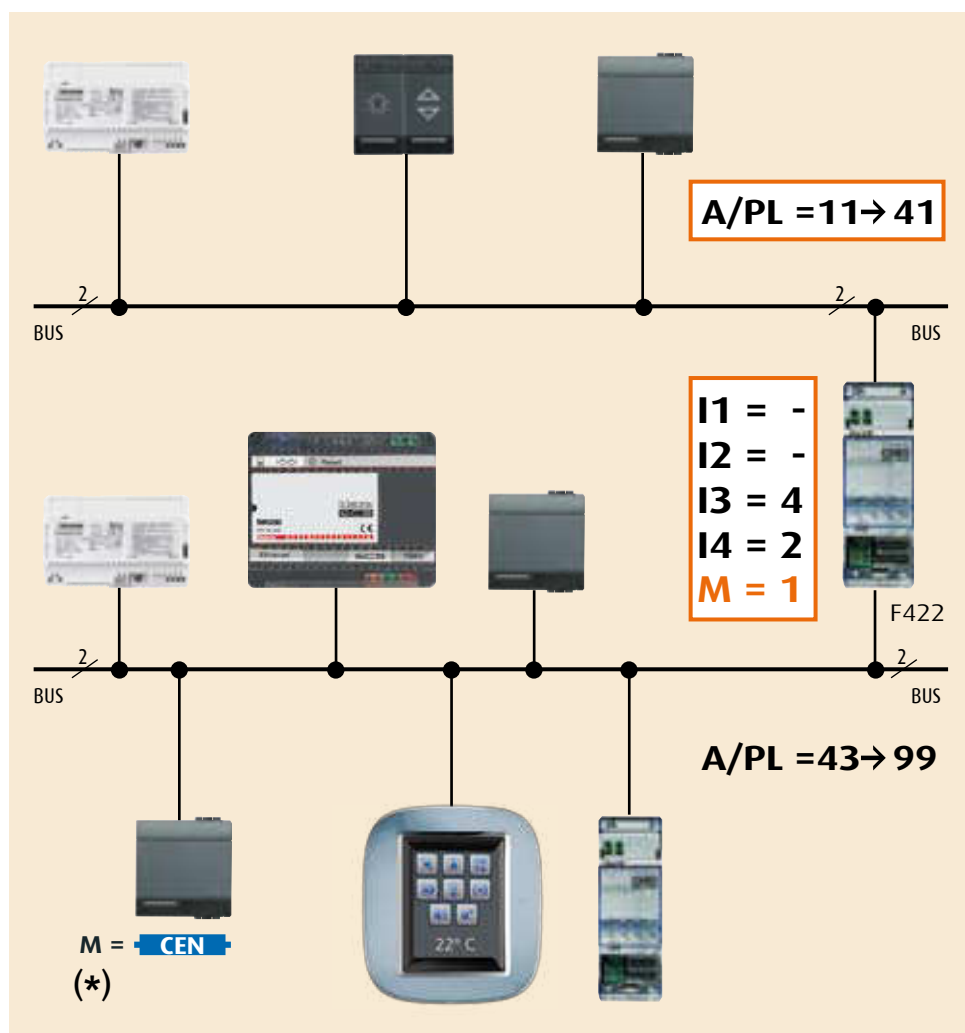 A/PL =11→ 41
2
2
BUS
BUS
I1 = -
I2 = -
I3 = 4
I4 = 2
M = 1
F422
2
2
BUS
BUS
A/PL =43→ 99
22° C
M = CEN
(*)